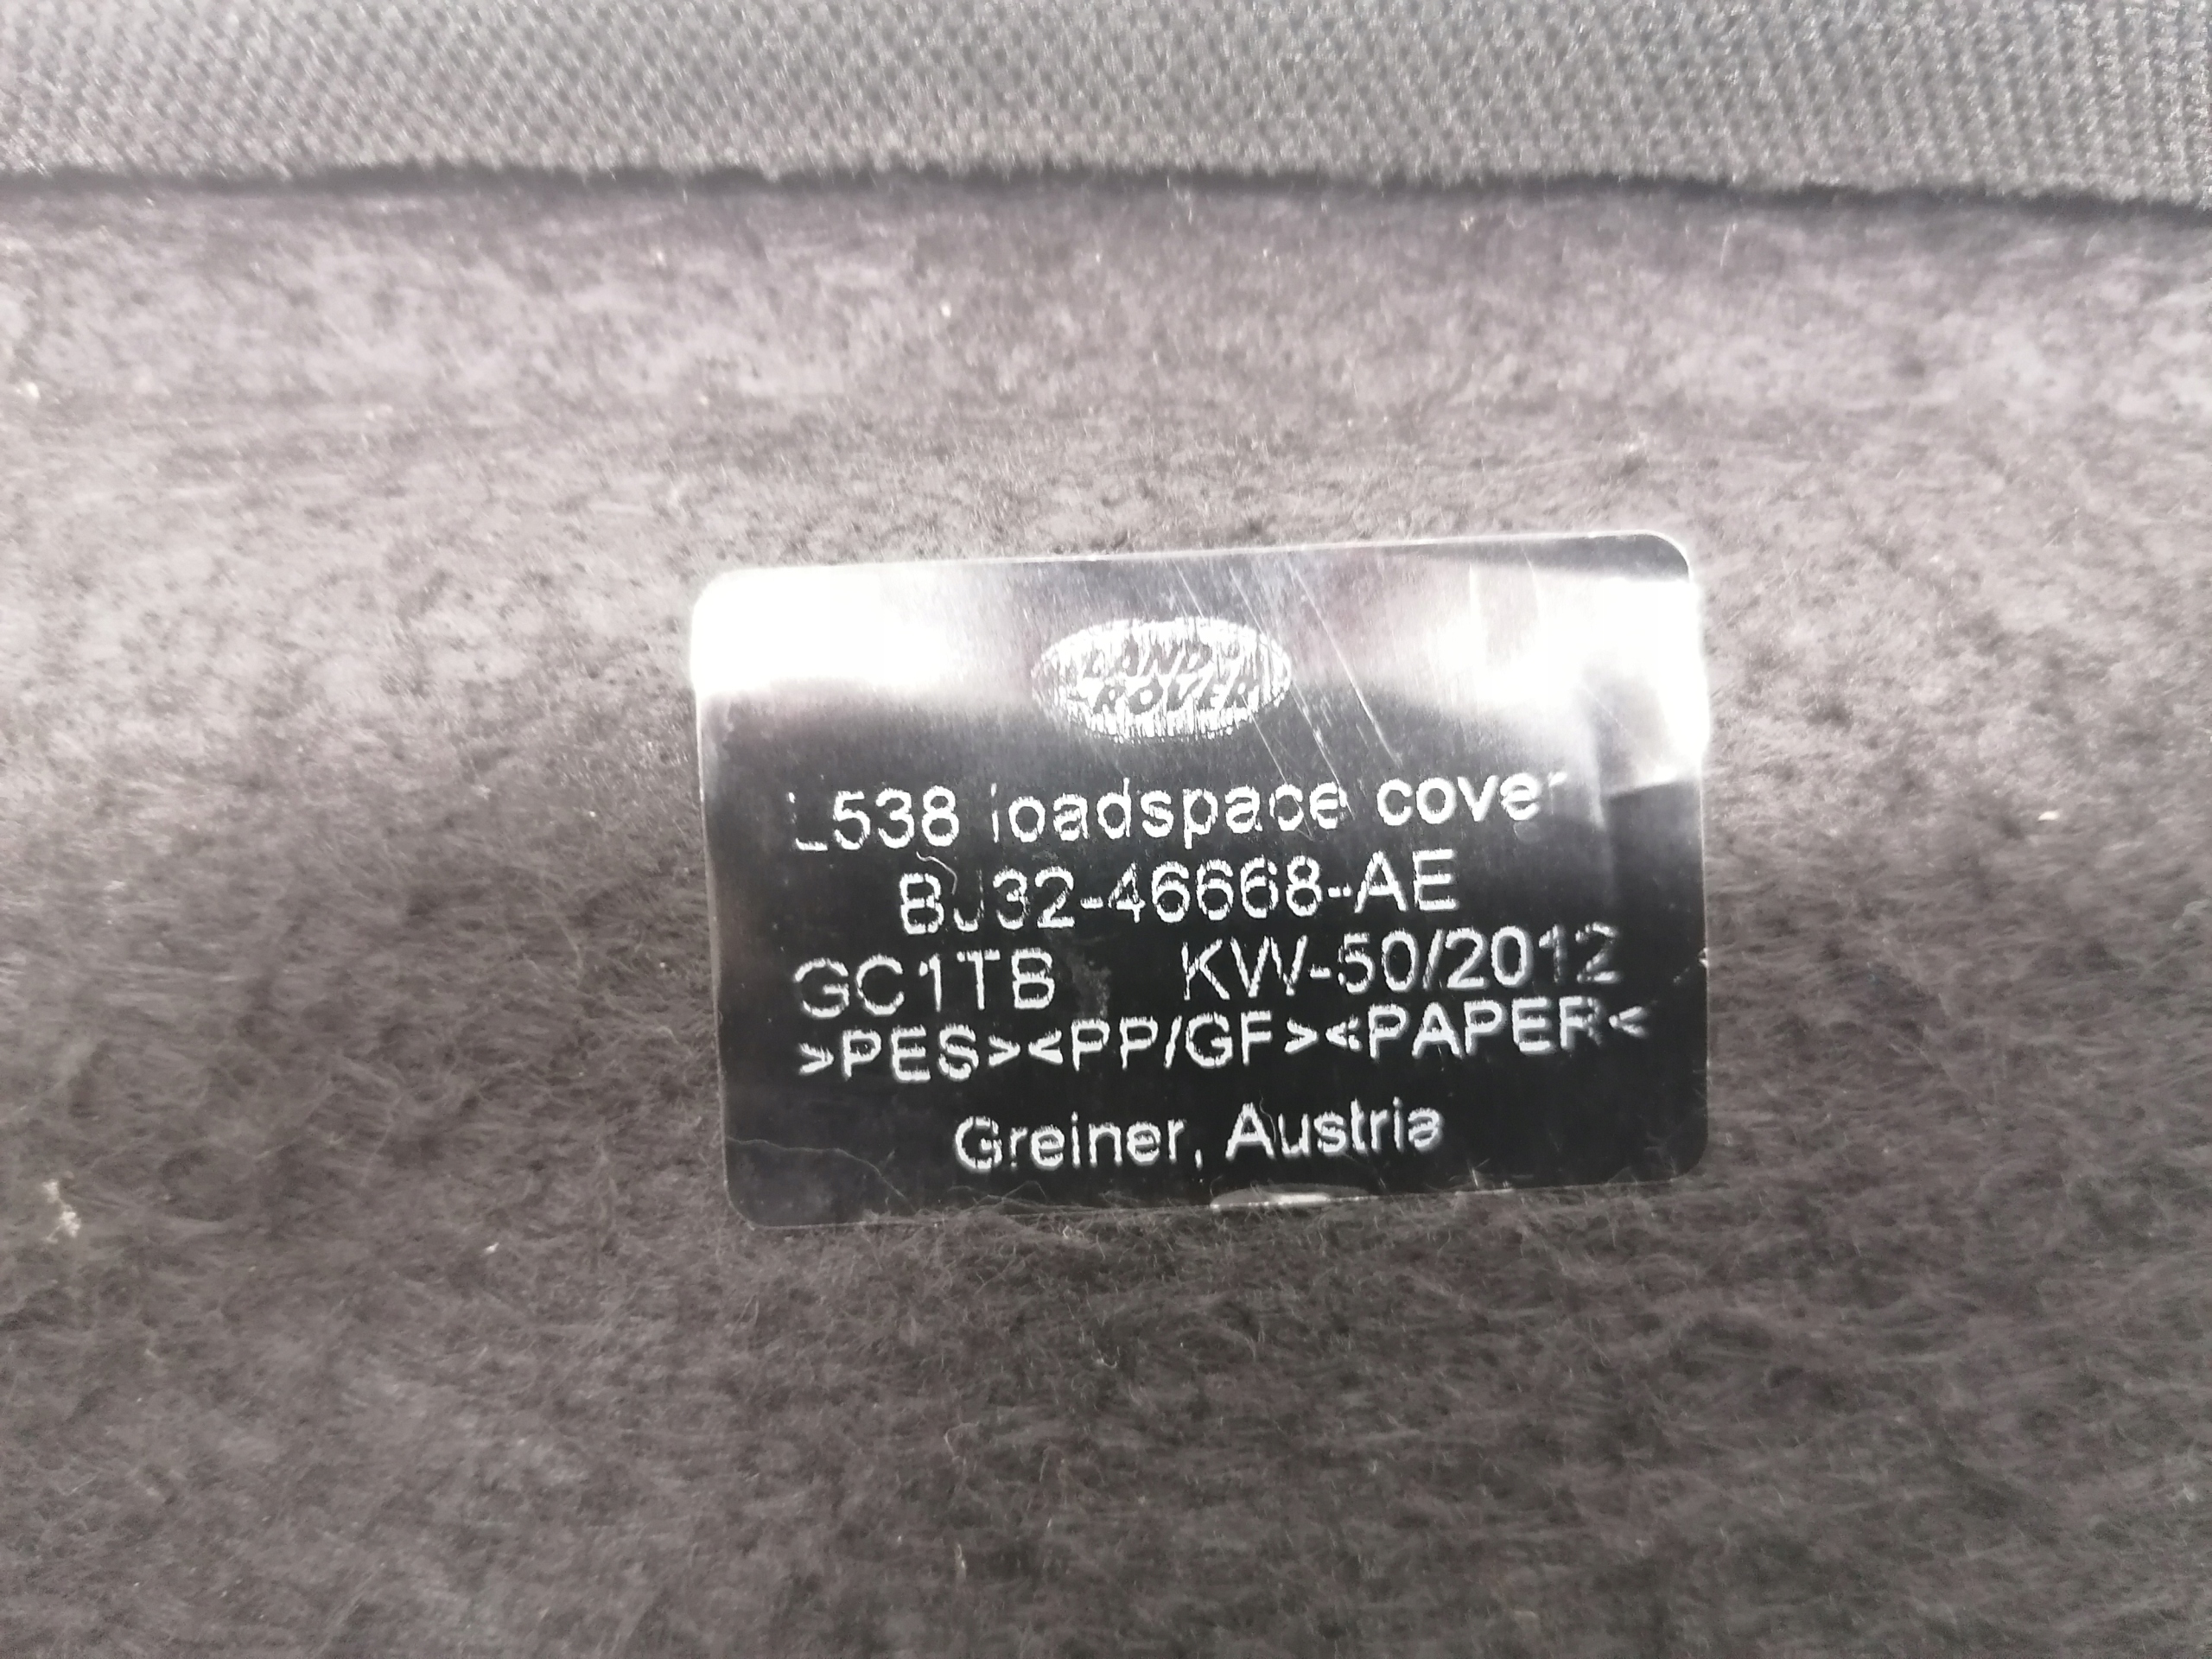 LAND
ROVER
L538 loadspace cover
BJ32-46668-AE
GC1TB KW-50/2012
>PES><PP/GF><PAPER<
Greiner, Austria